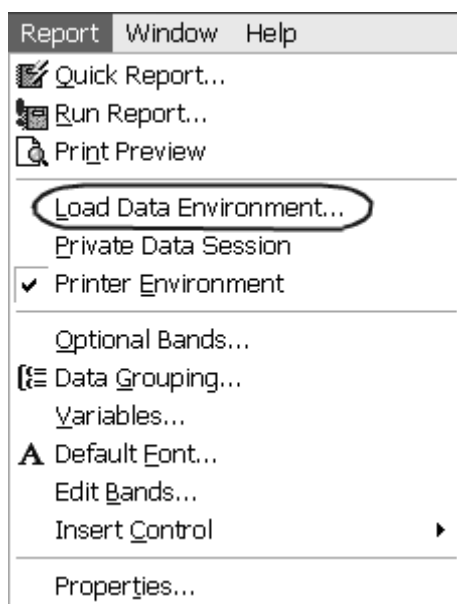 Report Window Help
Quick Report...
Run Report...
Print Preview
Load Data Environment...
Private Data Session
Printer Environment
Optional Bands...
Data Grouping...
Variables...
A Default Font...
Edit Bands...
Insert Control
Properties...